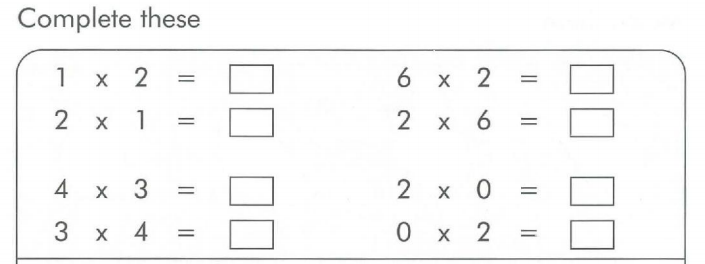 Complete these
1 x 2 = 6 x 2 =
2 x 1 = 2 x 6 =
4 x 3 = 2 x 0 =
3 x 4 = 0 x 2 =